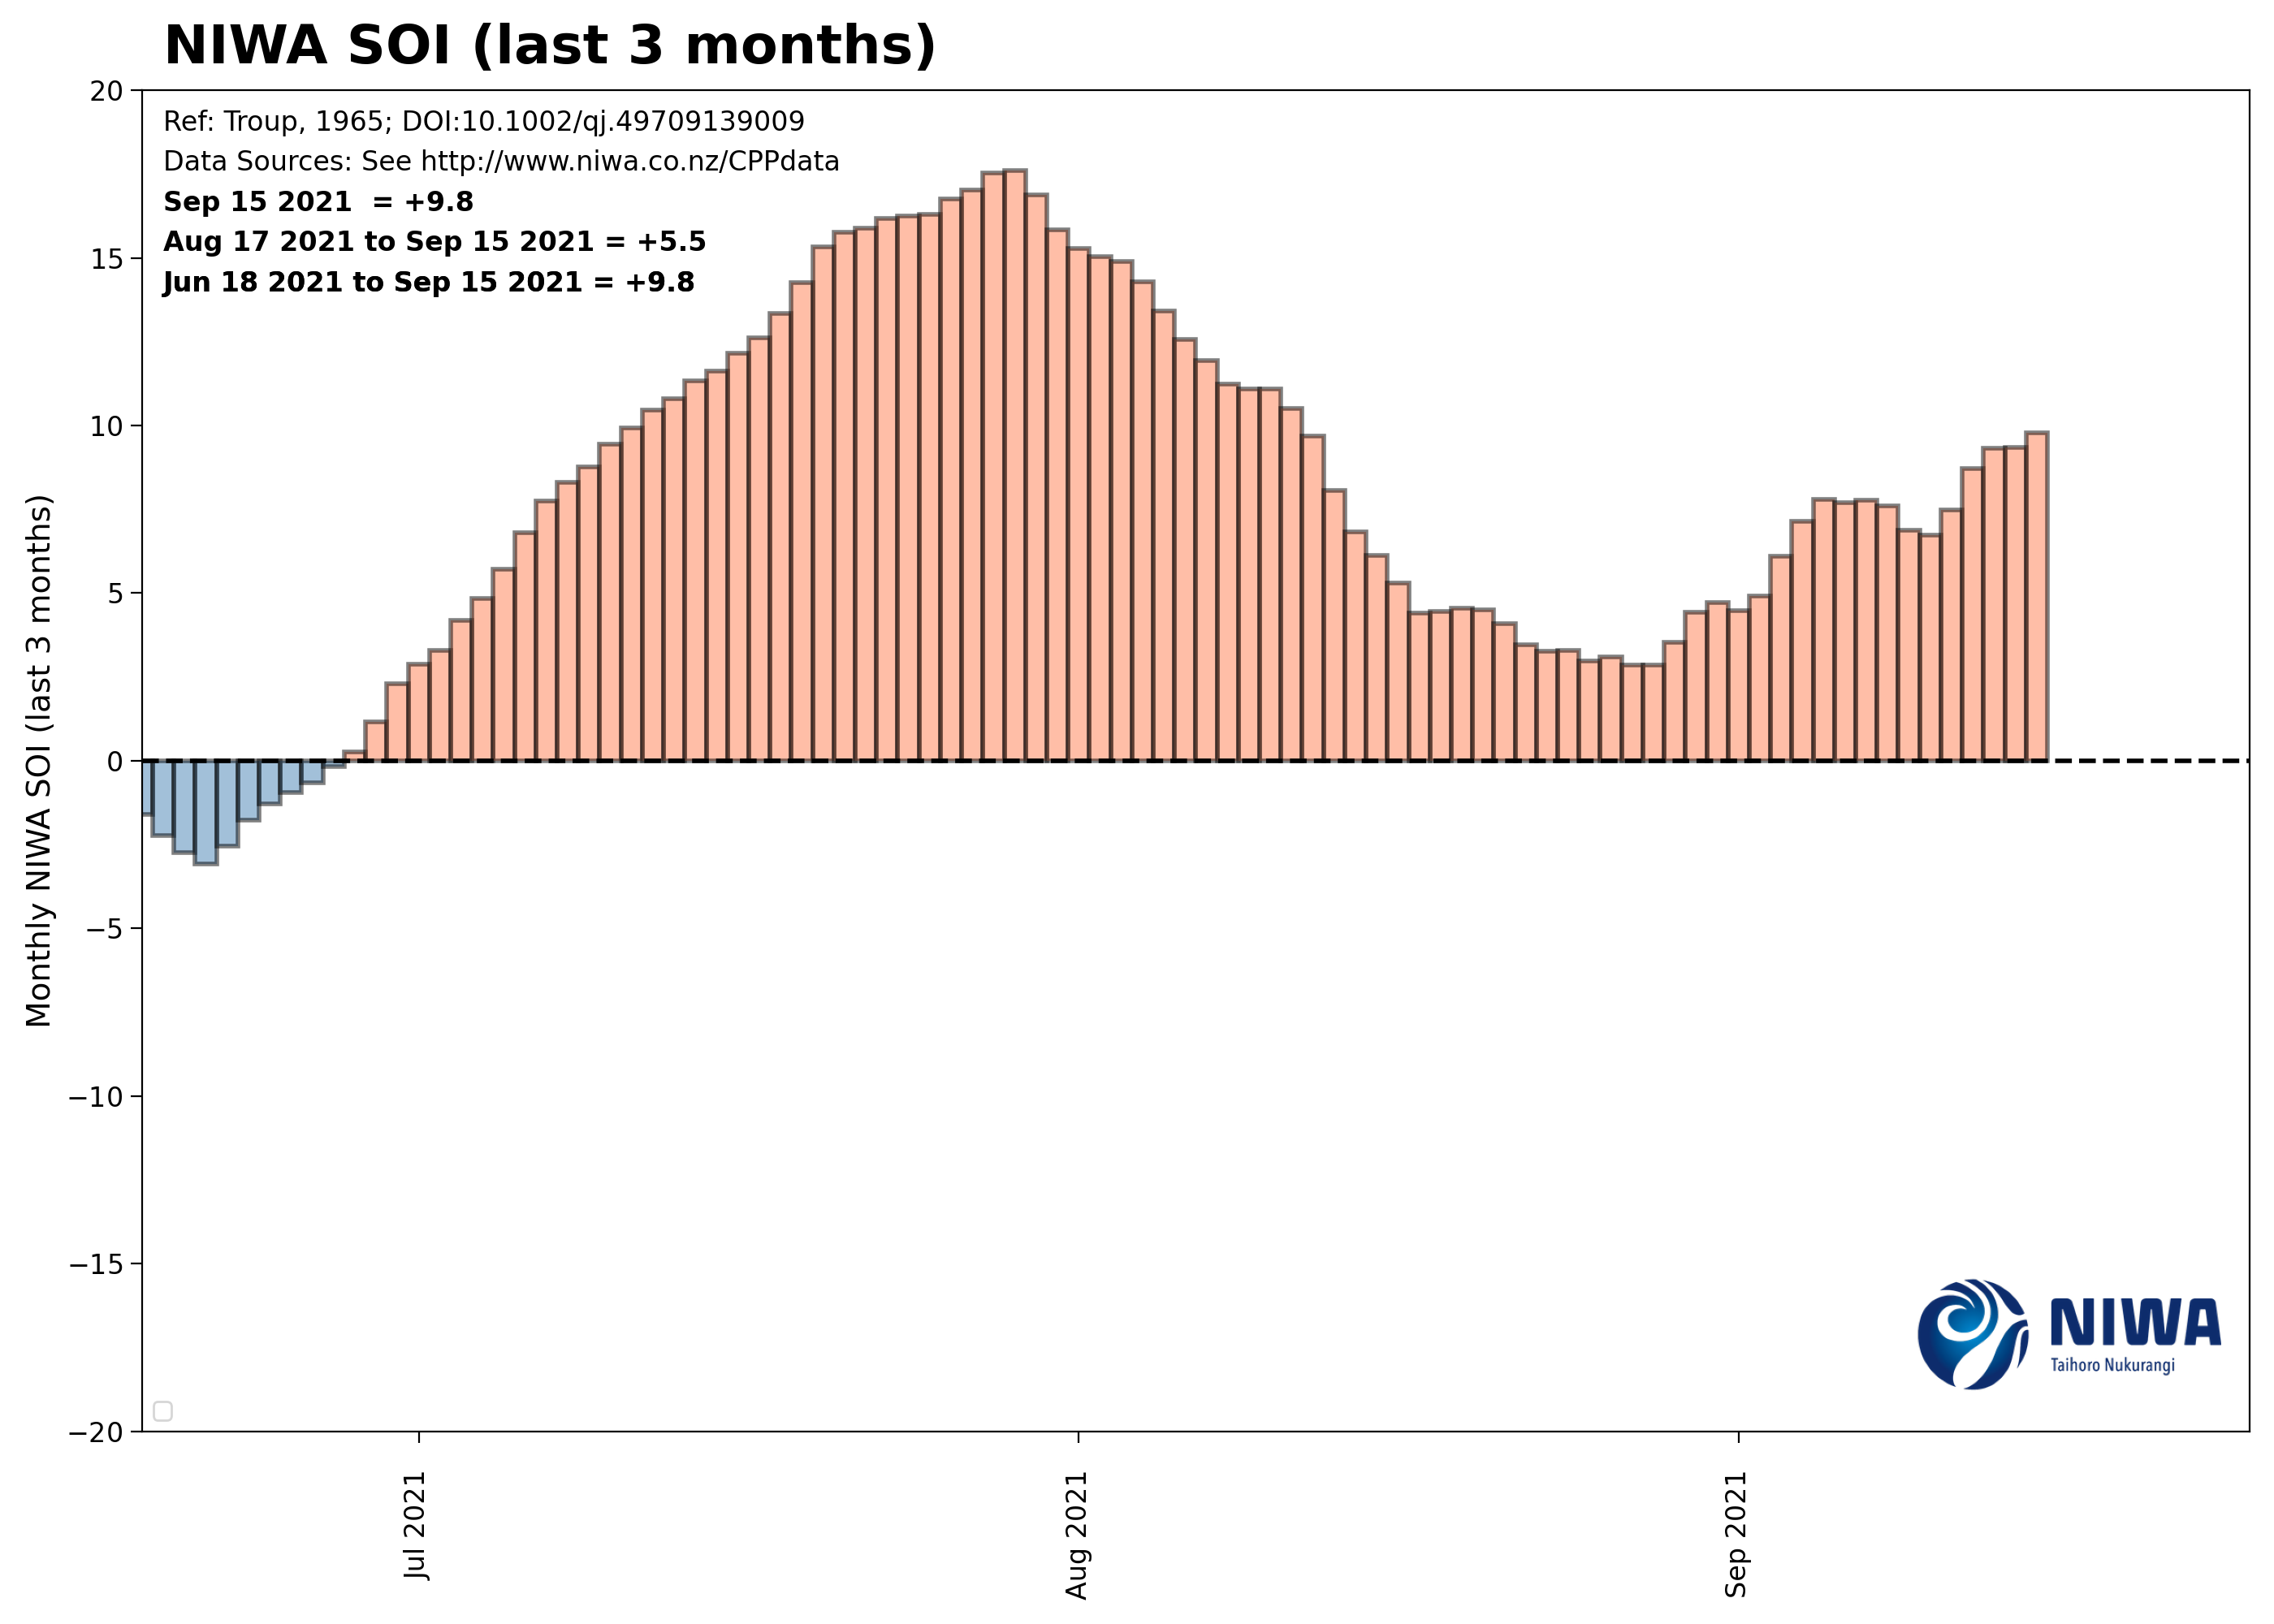 NIWA SOI (last 3 months)
Ref: Troup, 1965; DOI:10.1002/qj.49709139009
Data Sources: See http://www.niwa.co.nz/CPPdata
Sep 15 2021  = +9.8
Aug 17 2021 to Sep 15 2021 = +5.5
Jun 18 2021 to Sep 15 2021 = +9.8
Monthly NIWA SOI (last 3 months)
20
15
10
5
0
−5
−10
−15
−20
Jul 2021
Aug 2021
Sep 2021
NIWA
Taihoro Nukurangi